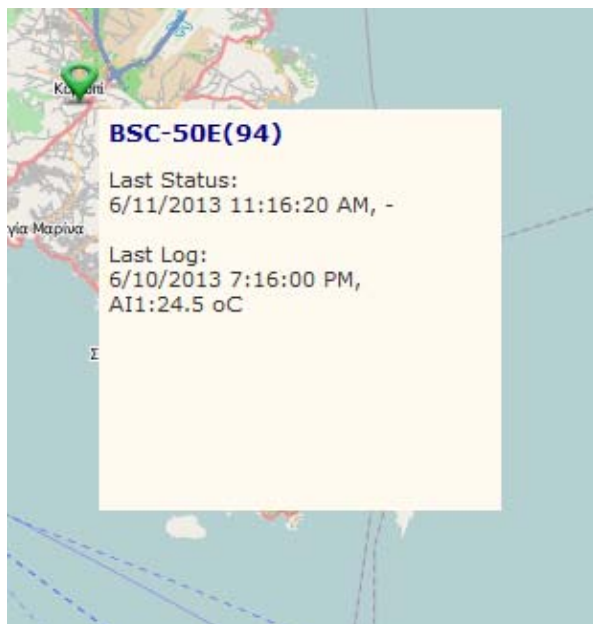 BSC-50E(94)
Last Status:
6/11/2013 11:16:20 AM, -
Last Log:
6/10/2013 7:16:00 PM,
AI1:24.5 oC
Μαρίνα